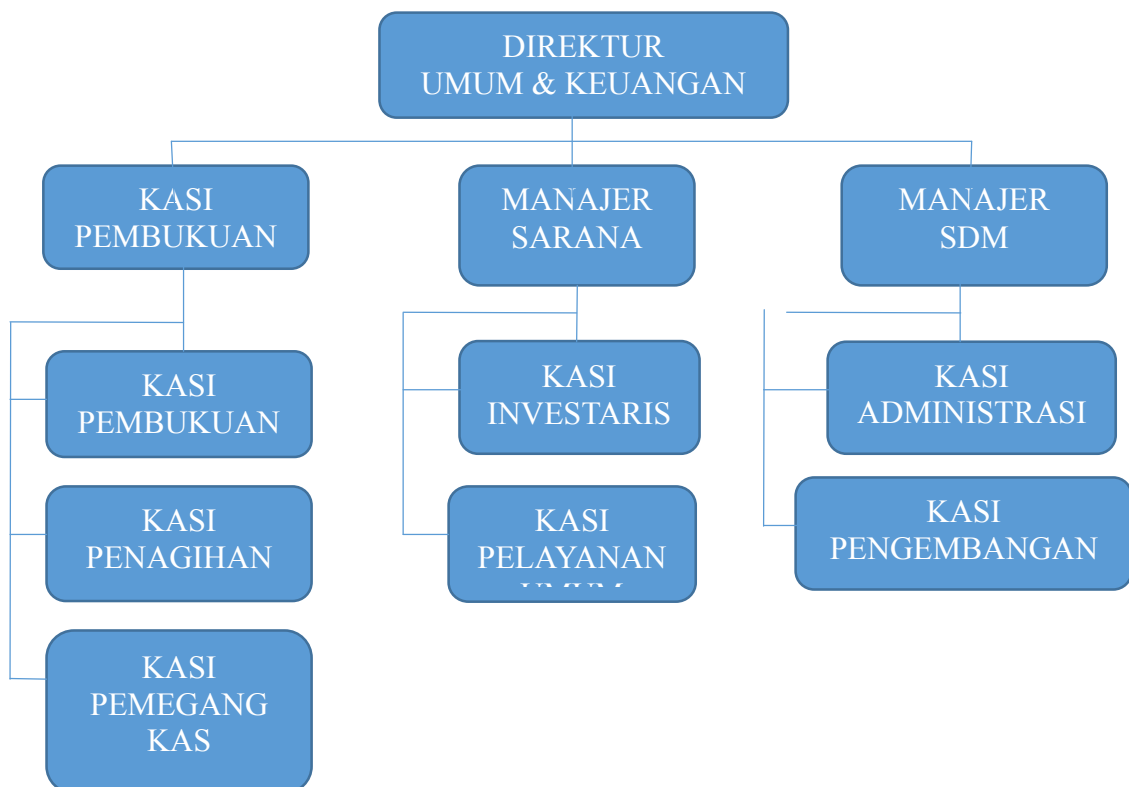 DIREKTUR
UMUM & KEUANGAN
KASI
PEMBUKUAN
MANAJER
SARANA
MANAJER
SDM
KASI
PEMBUKUAN
KASI
INVESTARIS
KASI
ADMINISTRASI
KASI
PENAGIHAN
KASI
PELAYANAN
UMUM
KASI
PENGEMBANGAN
KASI
PEMEGANG
KAS